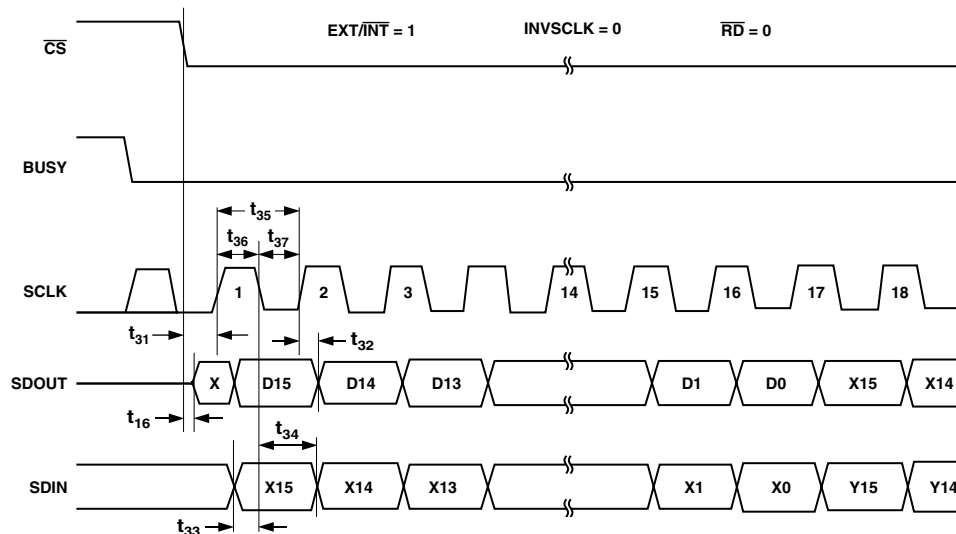 EXT/INT = 1 INVSCLK = 0 RD = 0
CS
BUSY
t35
t36 t37
SCLK 1 2 3 14 15 16 17 18
t31 t32
SDOUT X D15 D14 D13 D1 D0 X15 X14
t16 t34
SDIN X15 X14 X13 X1 X0 Y15 Y14
t33